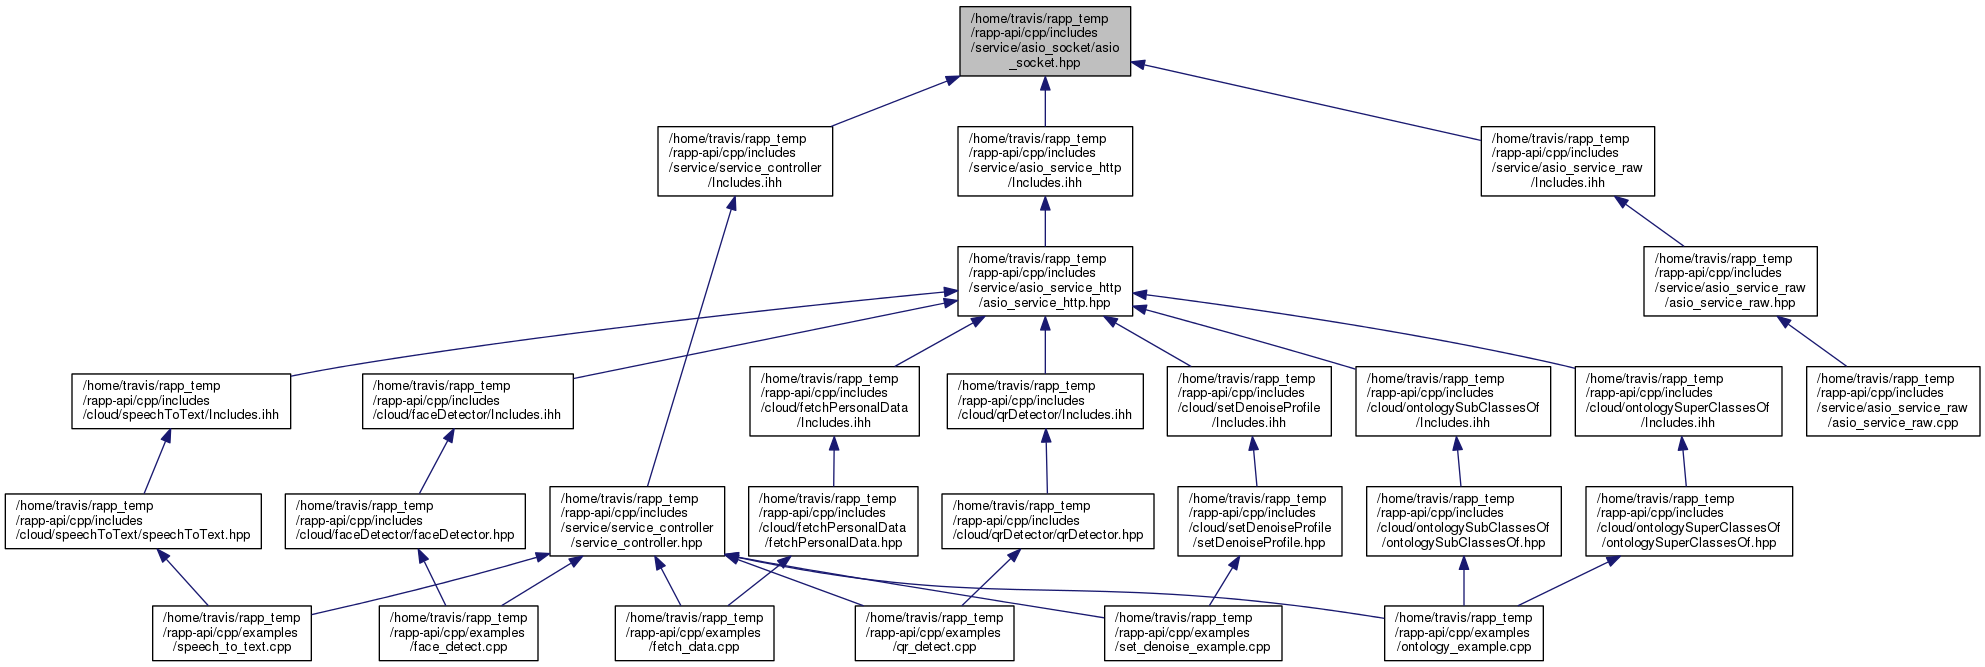 /home/travis/rapp_temp
/rapp-api/cpp/includes
/service/asio_socket/asio
_socket.hpp
/home/travis/rapp_temp
/rapp-api/cpp/includes
/service/service_controller
/Includes.ihh
/home/travis/rapp_temp
/rapp-api/cpp/includes
/service/asio_service_http
/Includes.ihh
/home/travis/rapp_temp
/rapp-api/cpp/includes
/service/asio_service_raw
/Includes.ihh
/home/travis/rapp_temp
/rapp-api/cpp/includes
/service/asio_service_http
/asio_service_http.hpp
/home/travis/rapp_temp
/rapp-api/cpp/includes
/service/asio_service_raw
/asio_service_raw.hpp
/home/travis/rapp_temp
/rapp-api/cpp/includes
/cloud/speechToText/Includes.ihh
/home/travis/rapp_temp
/rapp-api/cpp/includes
/cloud/faceDetector/Includes.ihh
/home/travis/rapp_temp
/rapp-api/cpp/includes
/cloud/fetchPersonalData
/Includes.ihh
/home/travis/rapp_temp
/rapp-api/cpp/includes
/cloud/qrDetector/Includes.ihh
/home/travis/rapp_temp
/rapp-api/cpp/includes
/cloud/setDenoiseProfile
/Includes.ihh
/home/travis/rapp_temp
/rapp-api/cpp/includes
/cloud/ontologySubClassesOf
/Includes.ihh
/home/travis/rapp_temp
/rapp-api/cpp/includes
/cloud/ontologySuperClassesOf
/Includes.ihh
/home/travis/rapp_temp
/rapp-api/cpp/includes
/service/asio_service_raw
/asio_service_raw.cpp
/home/travis/rapp_temp
/rapp-api/cpp/includes
/cloud/speechToText/speechToText.hpp
/home/travis/rapp_temp
/rapp-api/cpp/includes
/cloud/faceDetector/faceDetector.hpp
/home/travis/rapp_temp
/rapp-api/cpp/includes
/service/service_controller
/service_controller.hpp
/home/travis/rapp_temp
/rapp-api/cpp/includes
/cloud/fetchPersonalData
/fetchPersonalData.hpp
/home/travis/rapp_temp
/rapp-api/cpp/includes
/cloud/qrDetector/qrDetector.hpp
/home/travis/rapp_temp
/rapp-api/cpp/includes
/cloud/setDenoiseProfile
/setDenoiseProfile.hpp
/home/travis/rapp_temp
/rapp-api/cpp/includes
/cloud/ontologySubClassesOf
/ontologySubClassesOf.hpp
/home/travis/rapp_temp
/rapp-api/cpp/includes
/cloud/ontologySuperClassesOf
/ontologySuperClassesOf.hpp
/home/travis/rapp_temp
/rapp-api/cpp/examples
/speech_to_text.cpp
/home/travis/rapp_temp
/rapp-api/cpp/examples
/face_detect.cpp
/home/travis/rapp_temp
/rapp-api/cpp/examples
/fetch_data.cpp
/home/travis/rapp_temp
/rapp-api/cpp/examples
/qr_detect.cpp
/home/travis/rapp_temp
/rapp-api/cpp/examples
/set_denoise_example.cpp
/home/travis/rapp_temp
/rapp-api/cpp/examples
/ontology_example.cpp